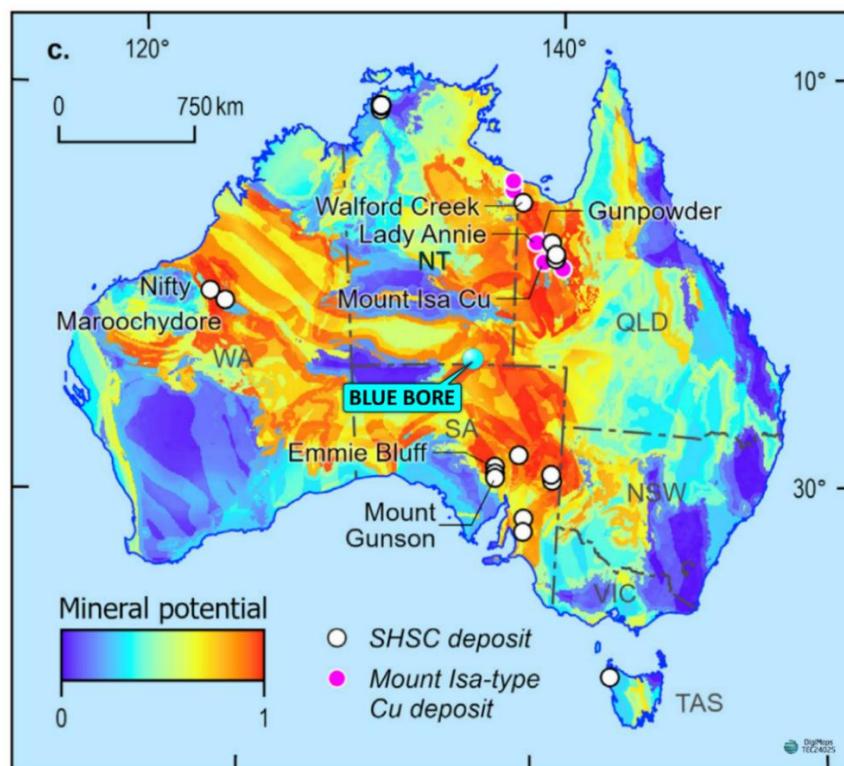 c.
120°
140°
10°
0
750 km
Walford Creek
Gunpowder
Lady Annie
NT
Nifty
Mount Isa Cu
Maroochydore
QLD
WA
BLUE BORE
SA
Emmie Bluff
NSW
30°
Mount
Gunson
VIC
Mineral potential
0
1
SHSC deposit
Mount Isa-type
Cu deposit
TAS
DigiMaps
TEC24025